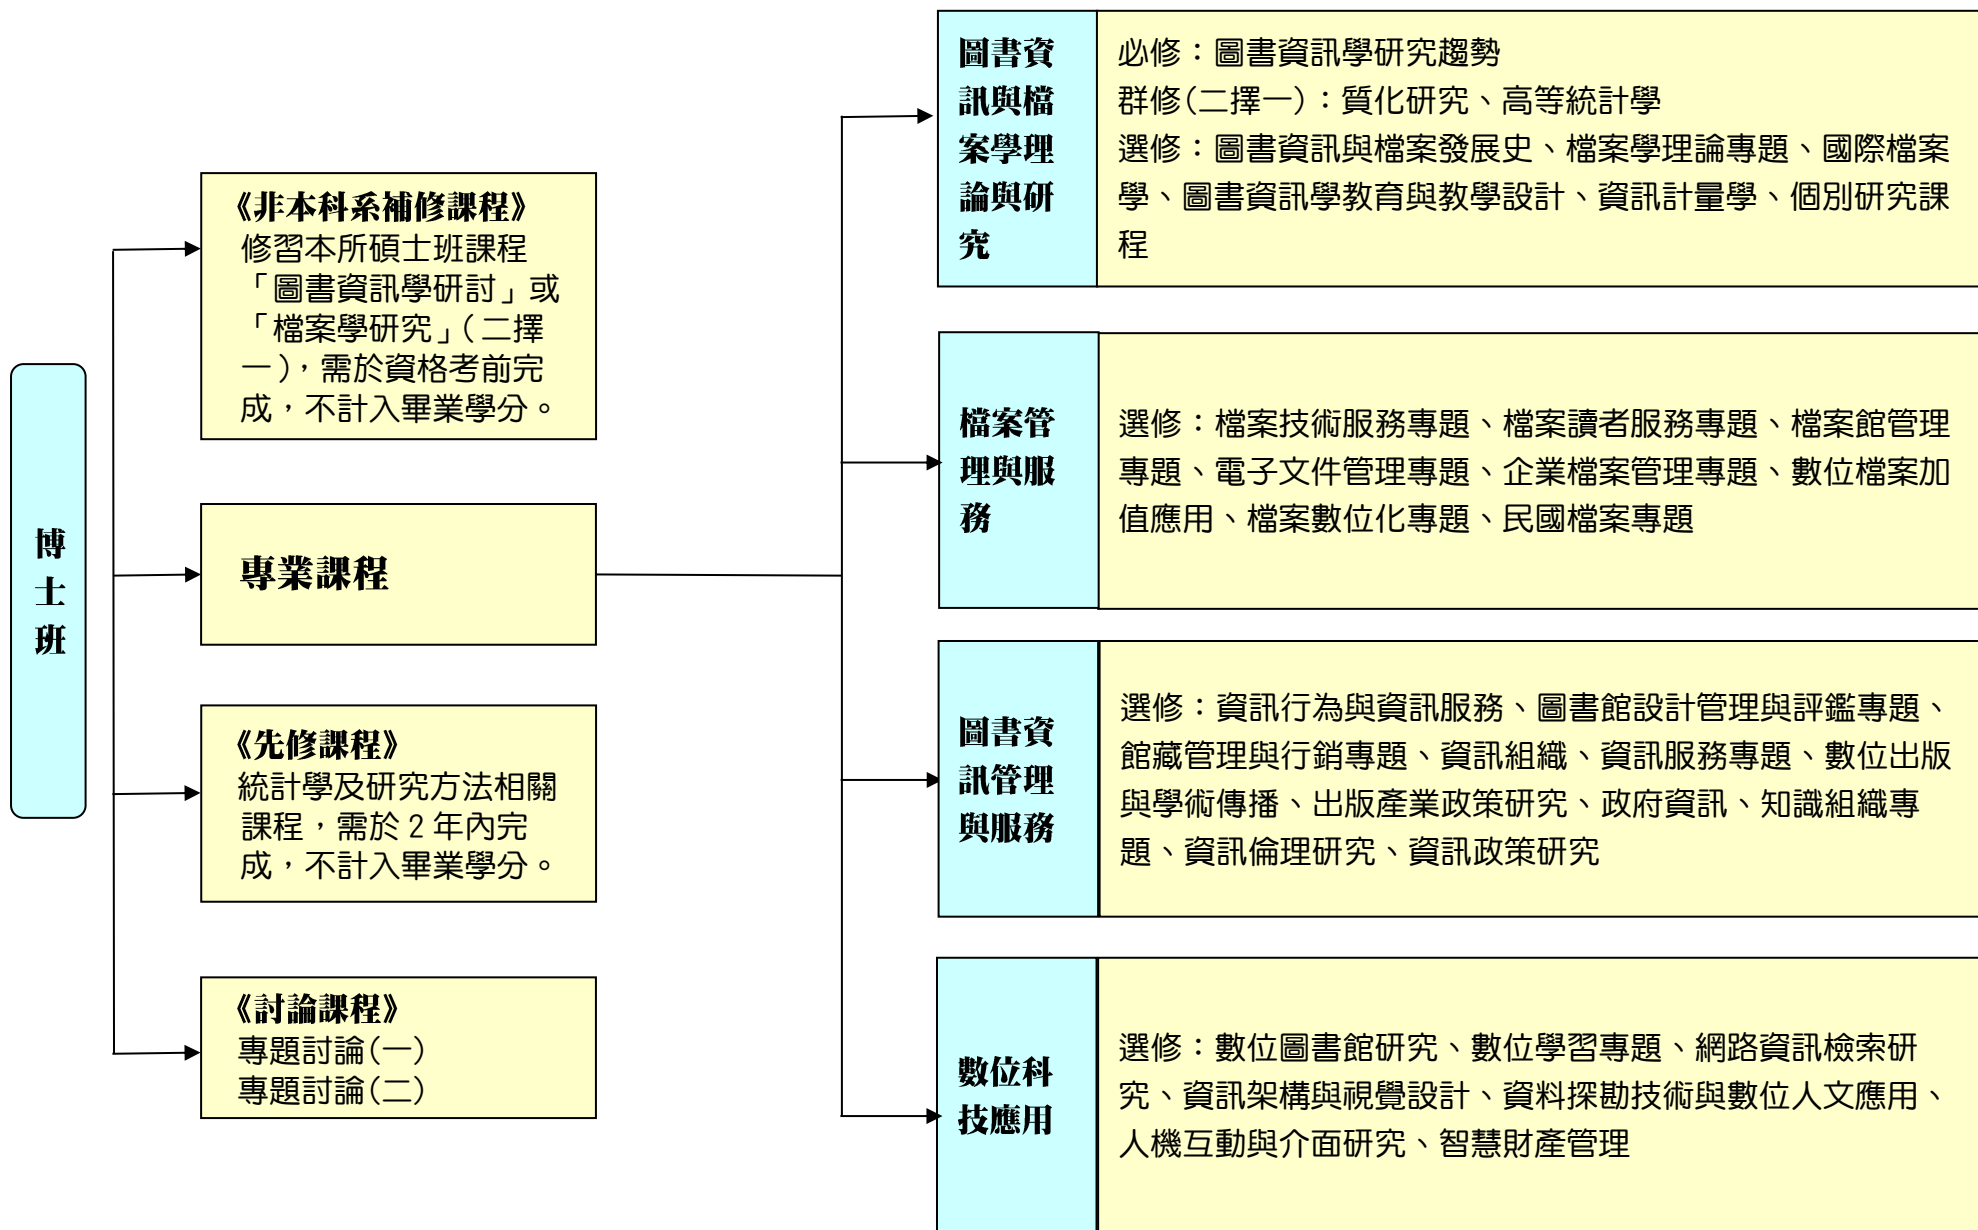 博
士
班
《非本科系補修課程》
修習本所碩士班課程
「圖書資訊學研討」或
「檔案學研究」(二擇
一),需於資格考前完
成,不計入畢業學分。
專業課程
《先修課程》
統計學及研究方法相關
課程,需於2年內完
成,不計入畢業學分。
《討論課程》
專題討論(一)
專題討論(二)
圖書資
訊與檔
案學理
論與研
究
必修:圖書資訊學研究趨勢
群修(二擇一):質化研究、高等統計學
選修:圖書資訊與檔案發展史、檔案學理論專題、國際檔案
學、圖書資訊學教育與教學設計、資訊計量學、個別研究課
程
檔案管
理與服
務
選修:檔案技術服務專題、檔案讀者服務專題、檔案館管理
專題、電子文件管理專題、企業檔案管理專題、數位檔案加
值應用、檔案數位化專題、民國檔案專題
圖書資
訊管理
與服務
選修:資訊行為與資訊服務、圖書館設計管理與評鑑專題、
館藏管理與行銷專題、資訊組織、資訊服務專題、數位出版
與學術傳播、出版產業政策研究、政府資訊、知識組織專
題、資訊倫理研究、資訊政策研究
數位科
技應用
選修:數位圖書館研究、數位學習專題、網路資訊檢索研
究、資訊架構與視覺設計、資料探勘技術與數位人文應用、
人機互動與介面研究、智慧財產管理